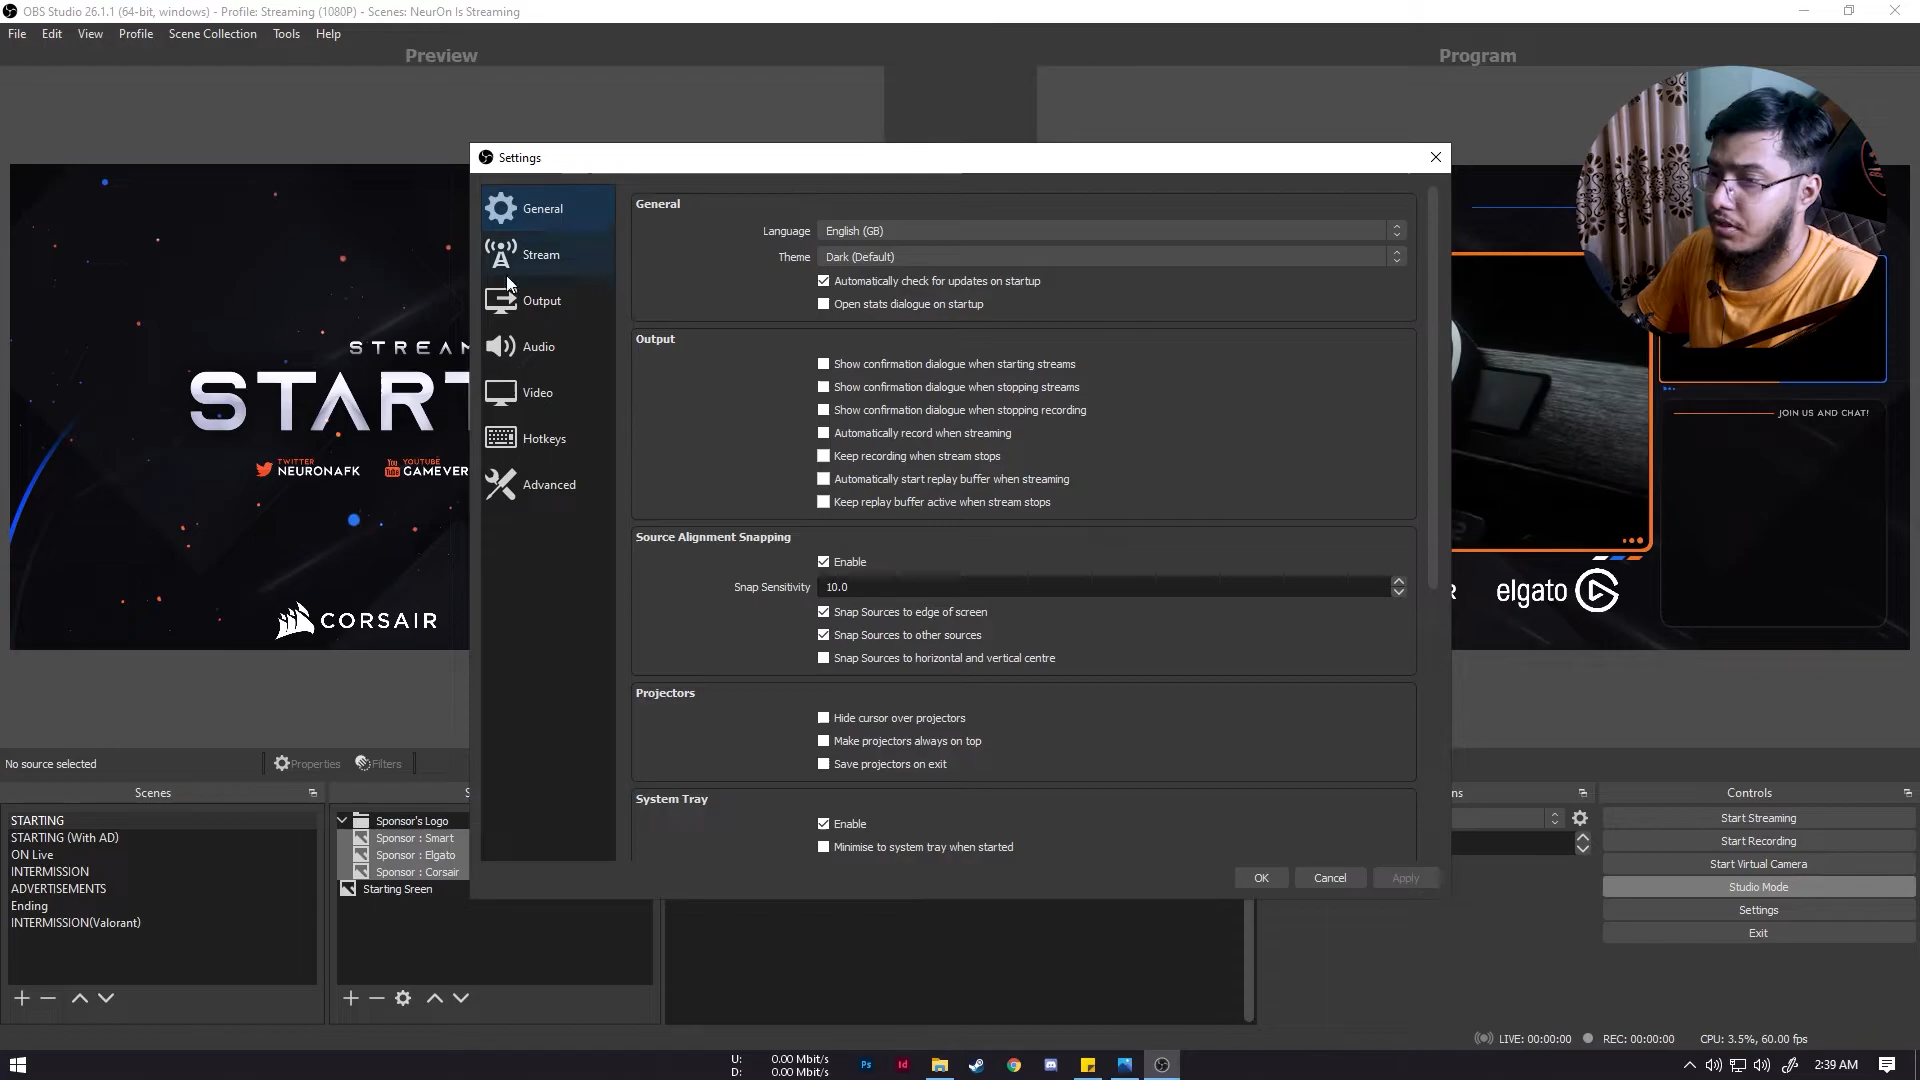 OBS Studio 26.1.1 (64-bit, windows) - Profile: Streaming (1080P) - Scenes: NeurOn Is Streaming
File Edit View Profile Scene Collection Tools Help
Preview
Program
Settings
General
Stream
Output
Audio
Video
Hotkeys
Advanced
General
Language English (GB)
Theme Dark (Default)
Automatically check for updates on startup
Open stats dialogue on startup
Output
Show confirmation dialogue when starting streams
Show confirmation dialogue when stopping streams
Show confirmation dialogue when stopping recording
Automatically record when streaming
Keep recording when stream stops
Automatically start replay buffer when streaming
Keep replay buffer active when stream stops
Source Alignment Snapping
Enable
Snap Sensitivity 10.0
Snap Sources to edge of screen
Snap Sources to other sources
Snap Sources to horizontal and vertical centre
Projectors
Hide cursor over projectors
Make projectors always on top
Save projectors on exit
System Tray
Enable
Minimise to system tray when started
OK Cancel Apply
STREAM
START
TWITTER
NEURONAFK
YOUTUBE
GAMEVER
CORSAIR
JOIN US AND CHAT!
R elgato
No source selected
Properties Filters
Scenes
STARTING
STARTING (With AD)
ON Live
INTERMISSION
ADVERTISEMENTS
Ending
INTERMISSION(Valorant)
S
Sponsor's Logo
Sponsor : Smart
Sponsor : Elgato
Sponsor : Corsair
Starting Sreen
ns
Controls
Start Streaming
Start Recording
Start Virtual Camera
Studio Mode
Settings
Exit
LIVE: 00:00:00 REC: 00:00:00 CPU: 3.5%, 60.00 fps
U: 0.00 Mbit/s
D: 0.00 Mbit/s
Ps
Id
2:39 AM